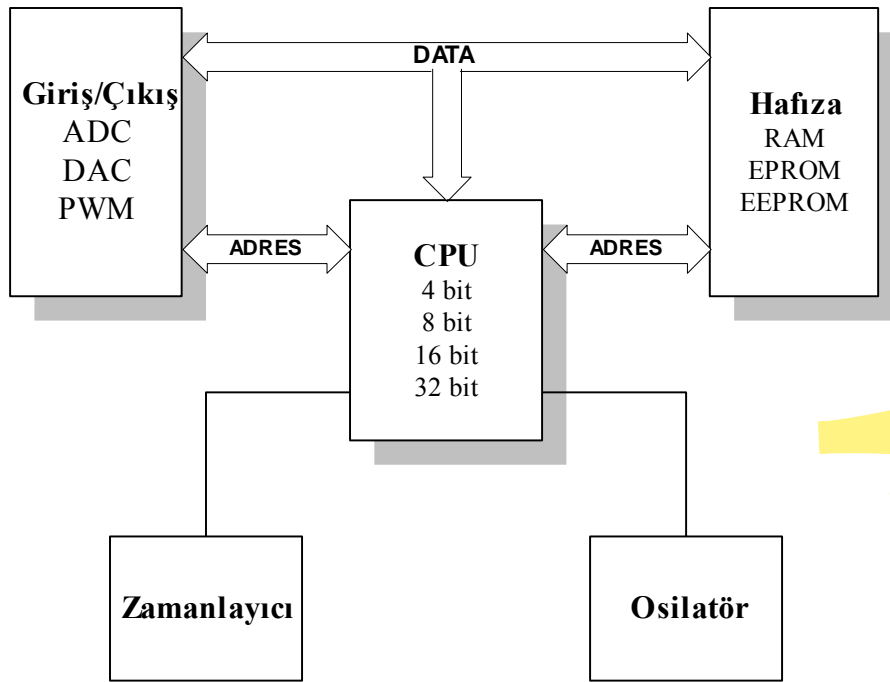 DATA
Giriş/Çıkış
ADC
DAC
PWM
Hafıza
RAM
EPROM
EEPROM
ADRES
ADRES
CPU
4 bit
8 bit
16 bit
32 bit
Zamanlayıcı
Osilatör